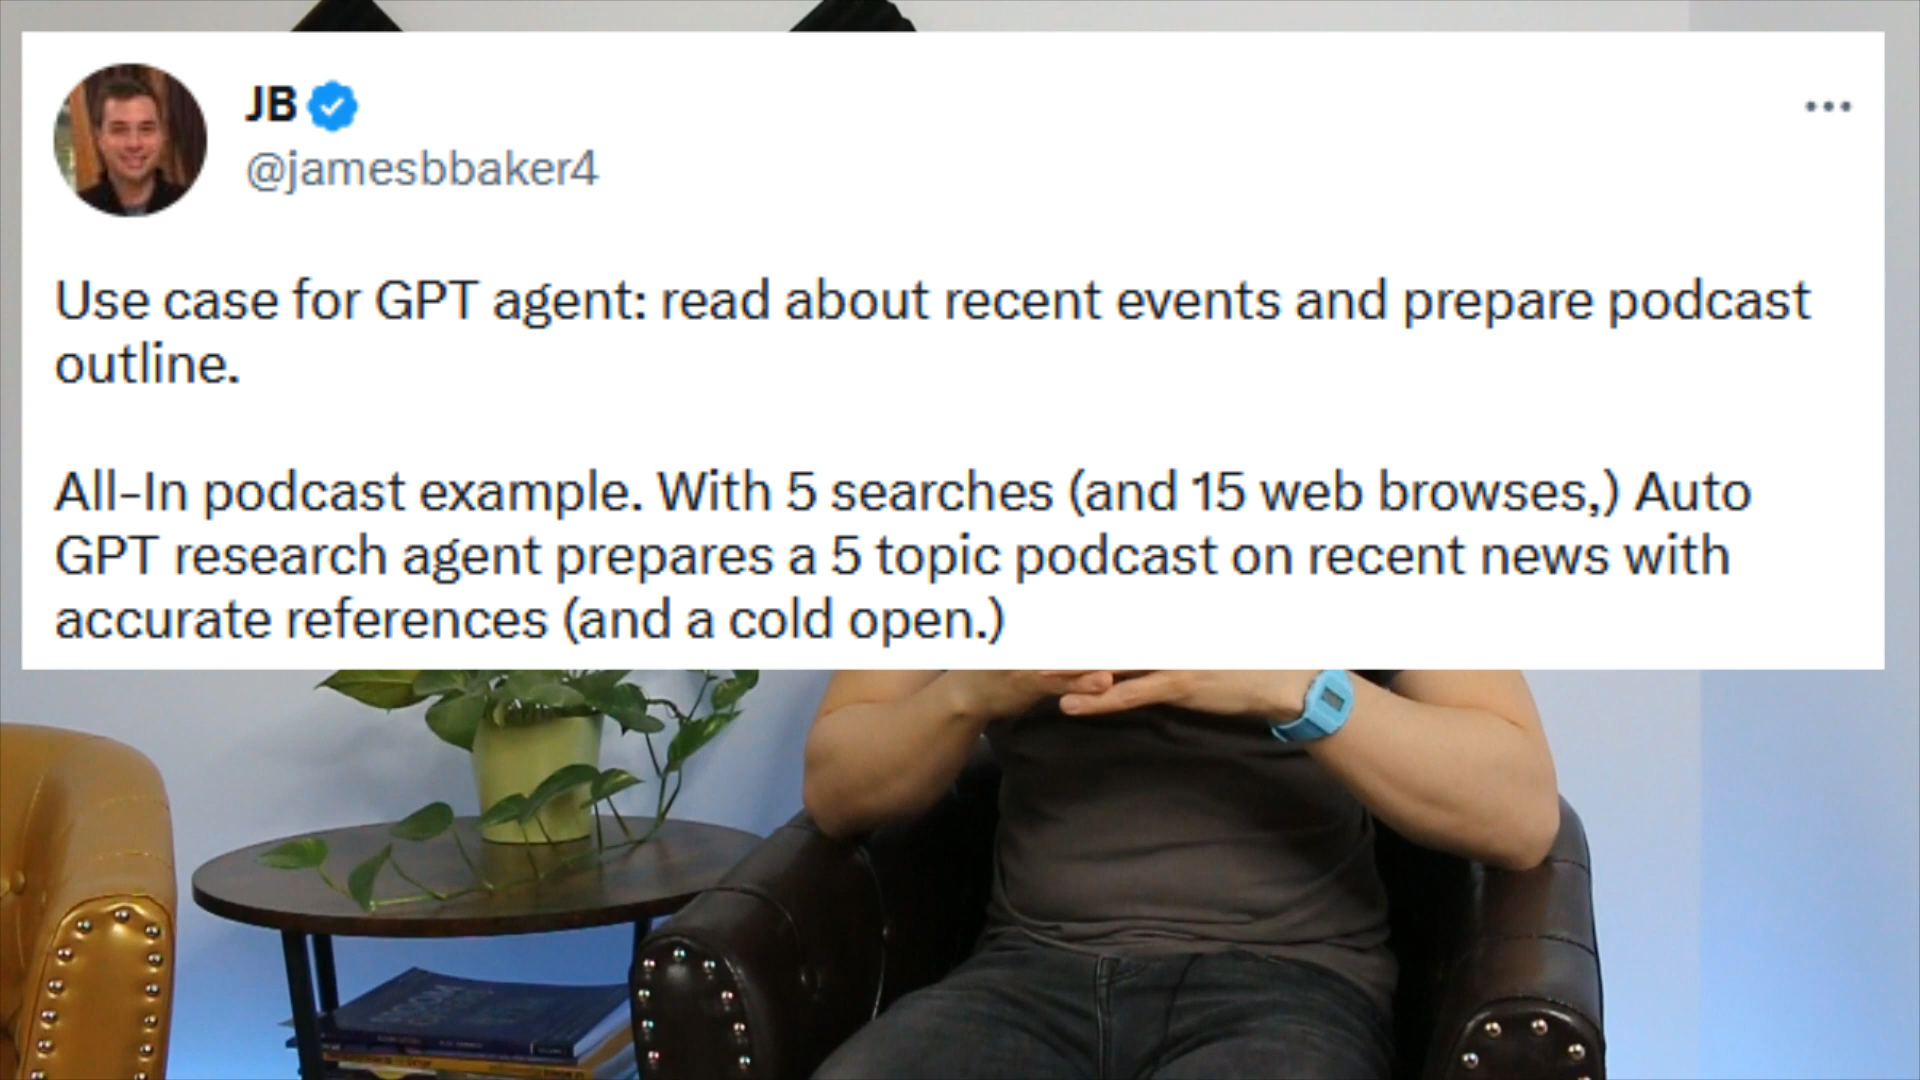 JB
@jamesbbaker4
Use case for GPT agent: read about recent events and prepare podcast
outline.
All-In podcast example. With 5 searches (and 15 web browses,) Auto
GPT research agent prepares a 5 topic podcast on recent news with
accurate references (and a cold open.)